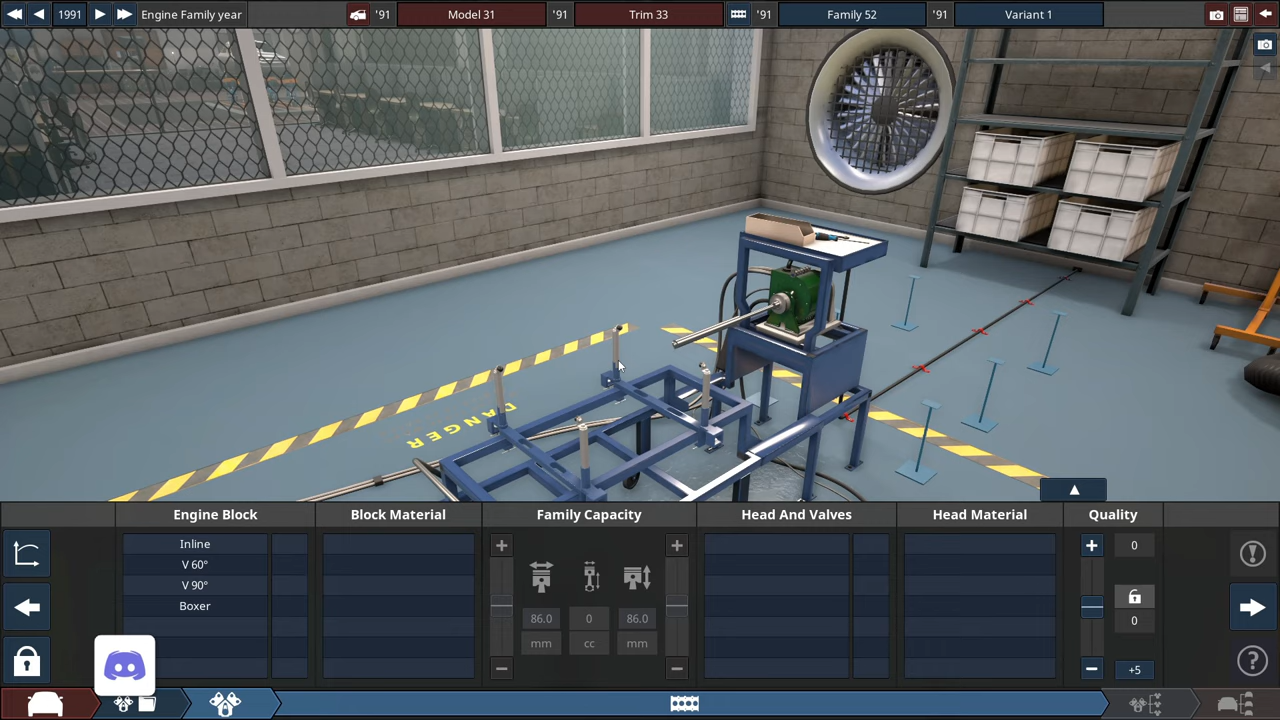 1991 Engine Family year '91 Model 31 '91 Trim 33 '91 Family 52 '91 Variant 1
DANGER
Engine Block Block Material Family Capacity Head And Valves Head Material Quality
Inline
V 60°
V 90°
Boxer
86.0 0 86.0
mm cc mm
0
0
+5